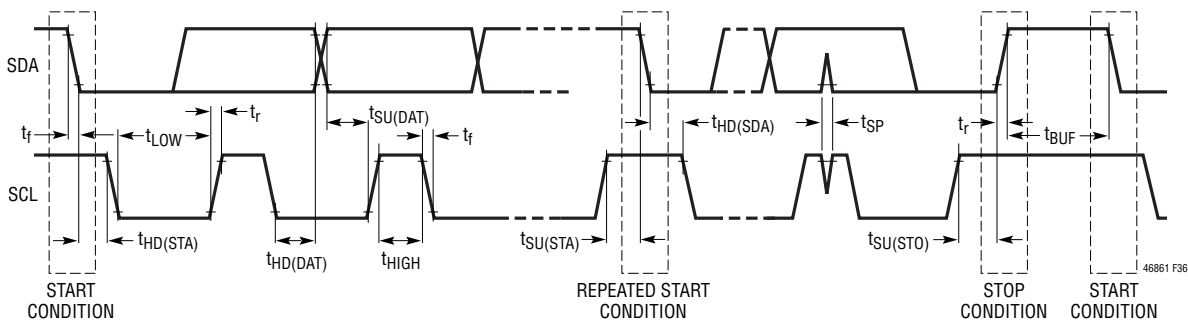 SDA
tf
tLOW
tr
tSU(DAT)
tf
tHD(SDA)
tSP
tr
tBUF
SCL
tHD(STA)
tHD(DAT)
tHIGH
tSU(STA)
tSU(STO)
46861 F36
START
CONDITION
REPEATED START
CONDITION
STOP
CONDITION
START
CONDITION